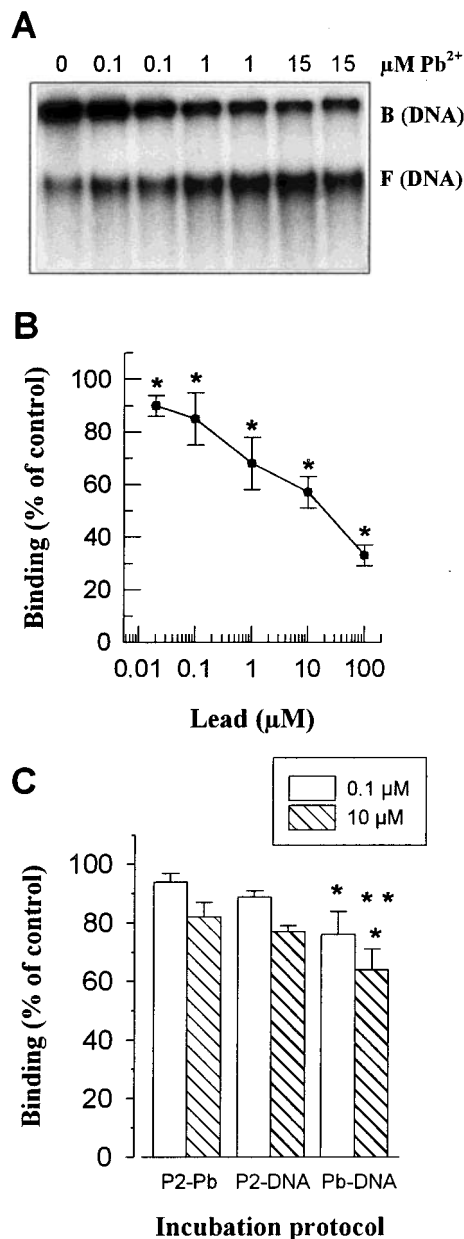 A
0 0.1 0.1 1 1 15 15 µM Pb2+
B (DNA)
F (DNA)
B
Binding (% of control)
100
80
60
40
20
0
* * * * *
0.01 0.1 1 10 100
Lead (µM)
C
0.1 µM
10 µM
Binding (% of control)
100
80
60
40
20
0
* * *
*
P2-Pb P2-DNA Pb-DNA
Incubation protocol